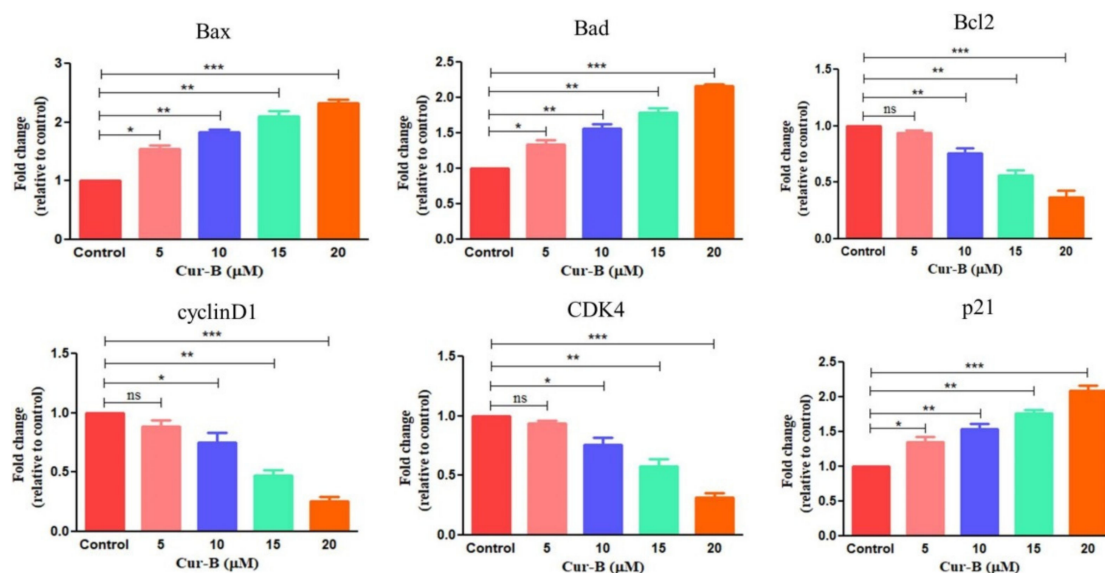 Bax
Fold change
(relative to control)
3
2
1
0
***
**
**
*
Control 5 10 15 20
Cur-B (μM)
Bad
Fold change
(relative to control)
2.5
2.0
1.5
1.0
0.5
0.0
***
**
**
*
Control 5 10 15 20
Cur-B (μM)
Bcl2
Fold change
(relative to control)
1.5
1.0
0.5
0.0
***
**
**
ns
Control 5 10 15 20
Cur-B (μM)
cyclinD1
Fold change
(relative to control)
1.5
1.0
0.5
0.0
***
**
*
ns
Control 5 10 15 20
Cur-B (μM)
CDK4
Fold change
(relative to control)
1.5
1.0
0.5
0.0
***
**
*
ns
Control 5 10 15 20
Cur-B (μM)
p21
Fold change
(relative to control)
2.5
2.0
1.5
1.0
0.5
0.0
***
**
**
*
Control 5 10 15 20
Cur-B (μM)